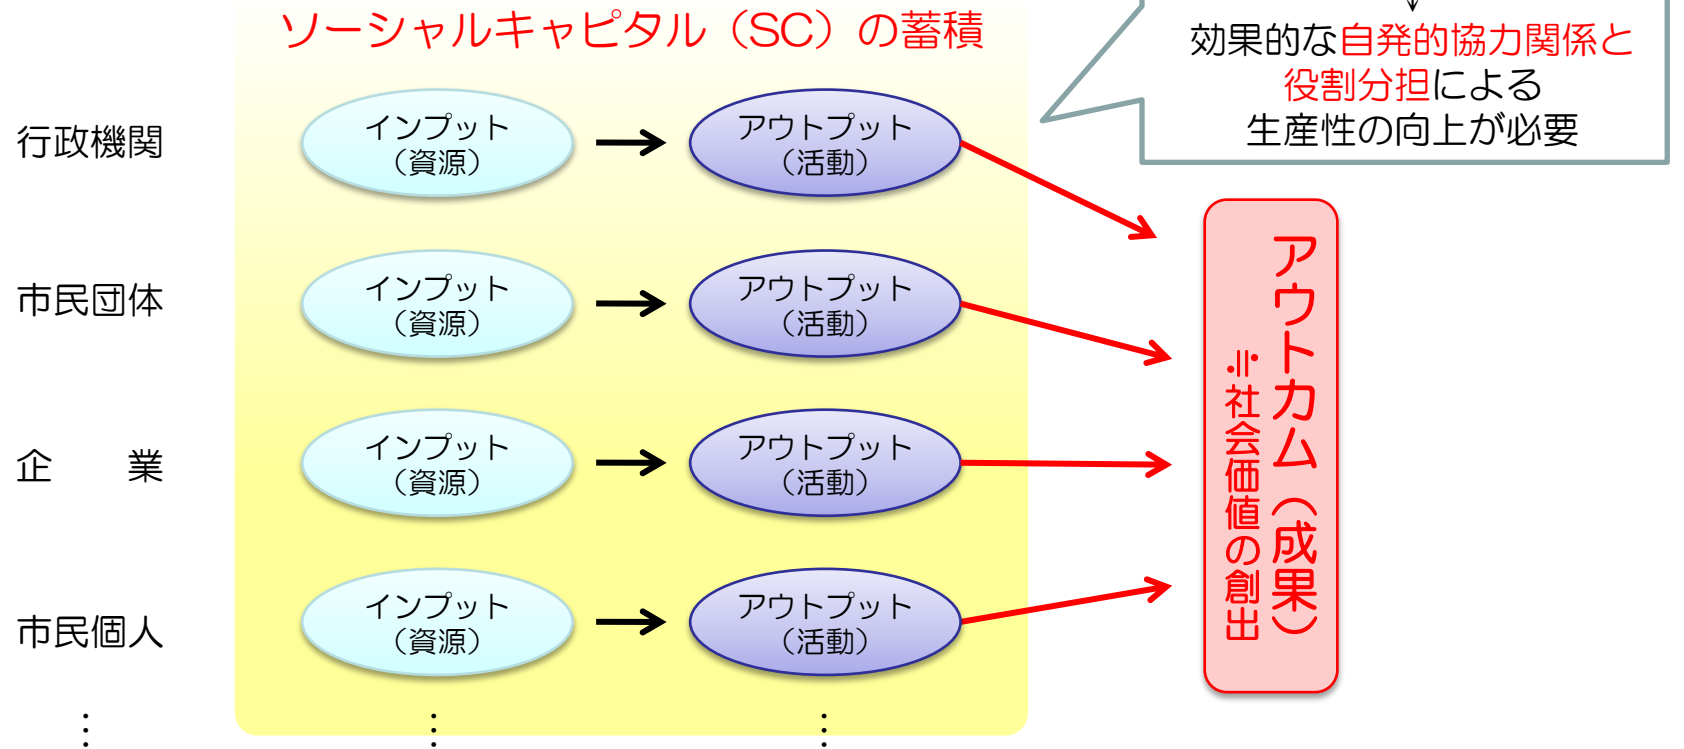 ソーシャルキャピタル（SC）の蓄積
効果的な自発的協力関係と
役割分担による
生産性の向上が必要
行政機関
インプット
（資源）
アウトプット
（活動）
市民団体
インプット
（資源）
アウトプット
（活動）
企　　業
インプット
（資源）
アウトプット
（活動）
市民個人
インプット
（資源）
アウトプット
（活動）
アウトカム（成果）
≒社会価値の創出
…
…
…